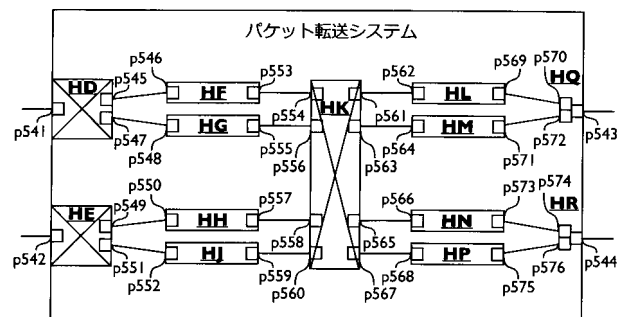 パケット転送システム
p546 p553 p562 p569 p570
HD p545 HF HK HL HQ
p554 p561
p541 p547 HG HM p572 p543
p548 p555 p564 p571
p556 p563
p550 p557 p566 p573 p574
HE p549 HH HN HR
p558 p565
p542 p551 HJ HP p576 p544
p552 p559 p568 p575
p560 p567